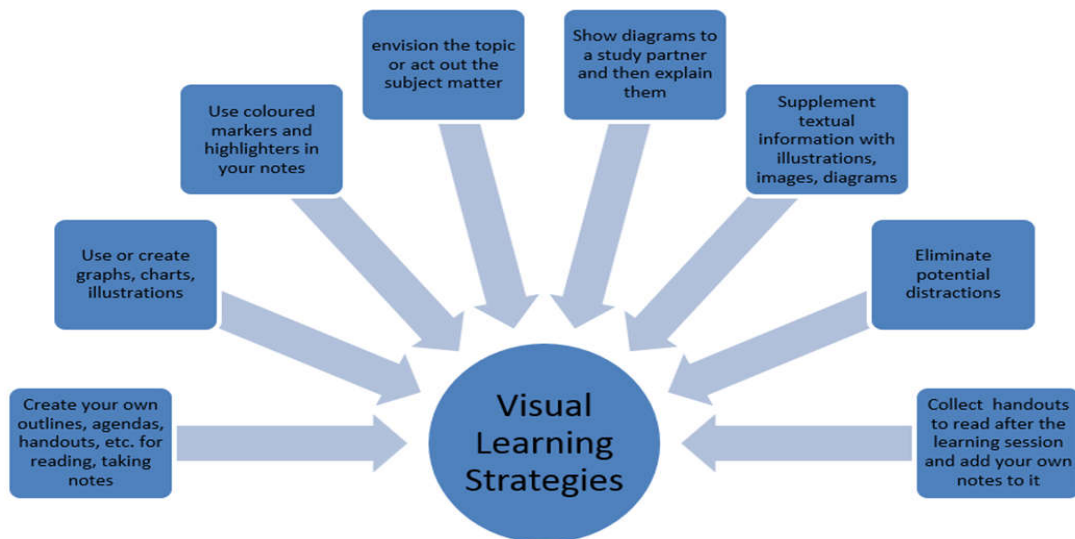 Create your own
outlines, agendas,
handouts, etc. for
reading, taking
notes
Use or create
graphs, charts,
illustrations
Use coloured
markers and
highlighters in
your notes
envision the topic
or act out the
subject matter
Show diagrams to
a study partner
and then explain
them
Supplement
textual
information with
illustrations,
images, diagrams
Eliminate
potential
distractions
Collect handouts
to read after the
learning session
and add your own
notes to it
Visual
Learning
Strategies